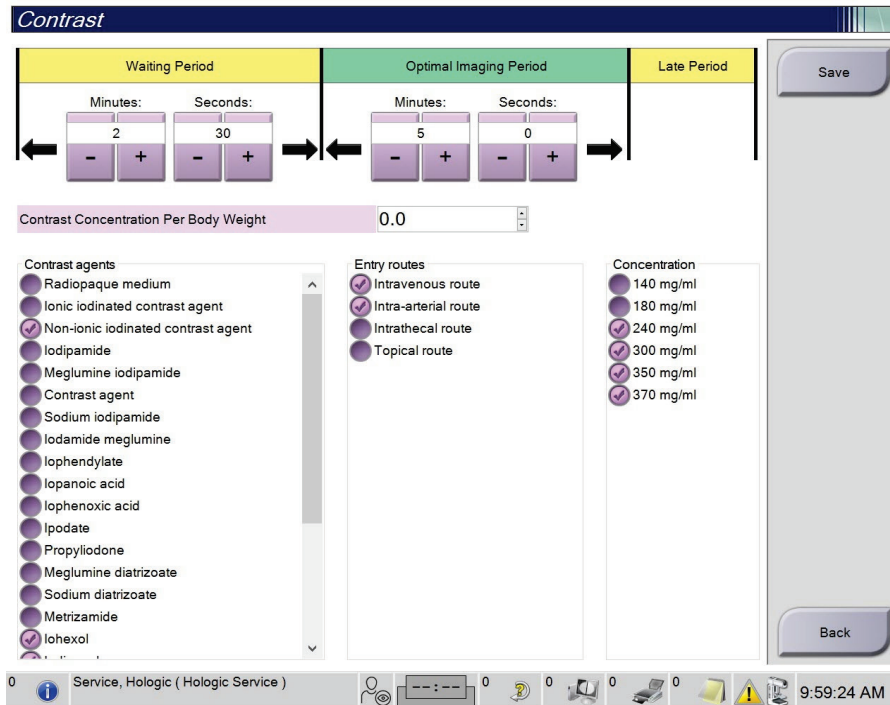 Contrast
Waiting Period
Optimal Imaging Period
Late Period
Save
Minutes: Seconds:
Minutes: Seconds:
2 30
5 0
- + - +
- + - +
Contrast Concentration Per Body Weight 0.0
Contrast agents
Radiopaque medium
Ionic iodinated contrast agent
Non-ionic iodinated contrast agent
Iodipamide
Meglumine iodipamide
Contrast agent
Sodium iodipamide
Iodamide meglumine
Iophendylate
Iopanoic acid
Iophenoxic acid
Ipodate
Propyliodone
Meglumine diatrizoate
Sodium diatrizoate
Metrizamide
Iohexol
Entry routes
Intravenous route
Intra-arterial route
Intrathecal route
Topical route
Concentration
140 mg/ml
180 mg/ml
240 mg/ml
300 mg/ml
350 mg/ml
370 mg/ml
Back
0 Service, Hologic ( Hologic Service ) --:-- 0 0 0 0 9:59:24 AM